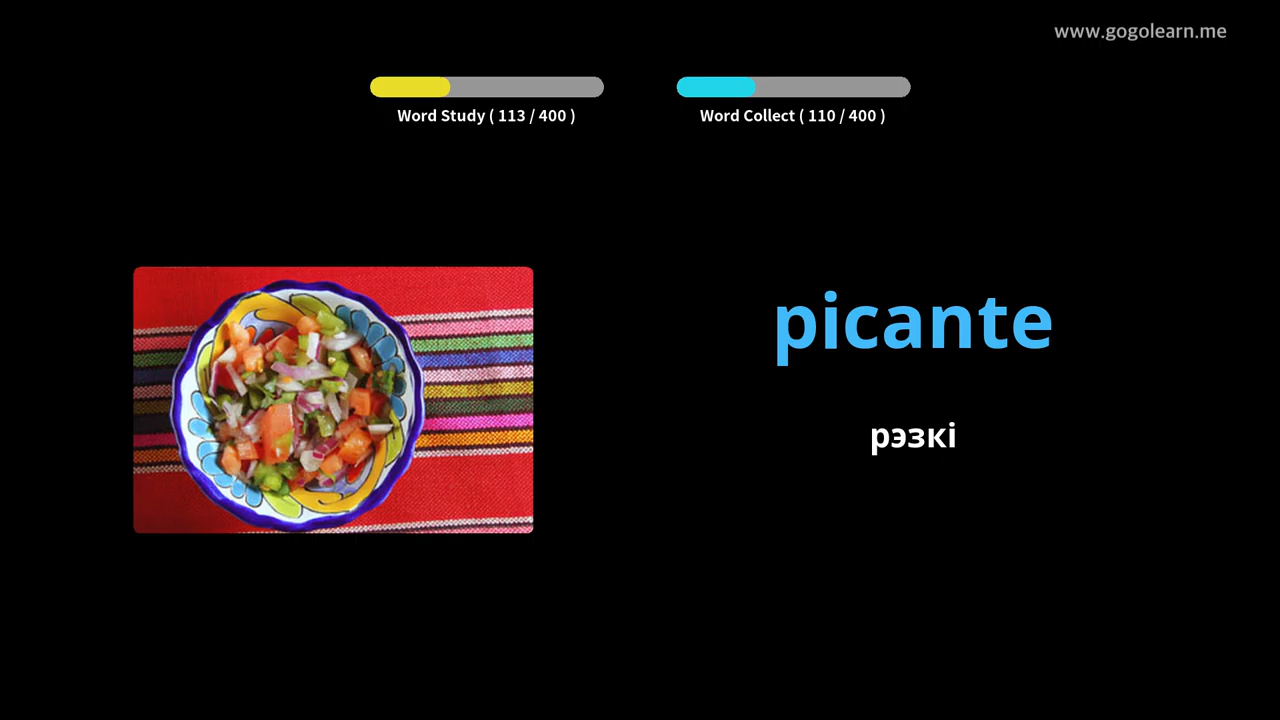 www.gogolearn.me
Word Study ( 113 / 400 )
Word Collect ( 110 / 400 )
picante
рэзкі